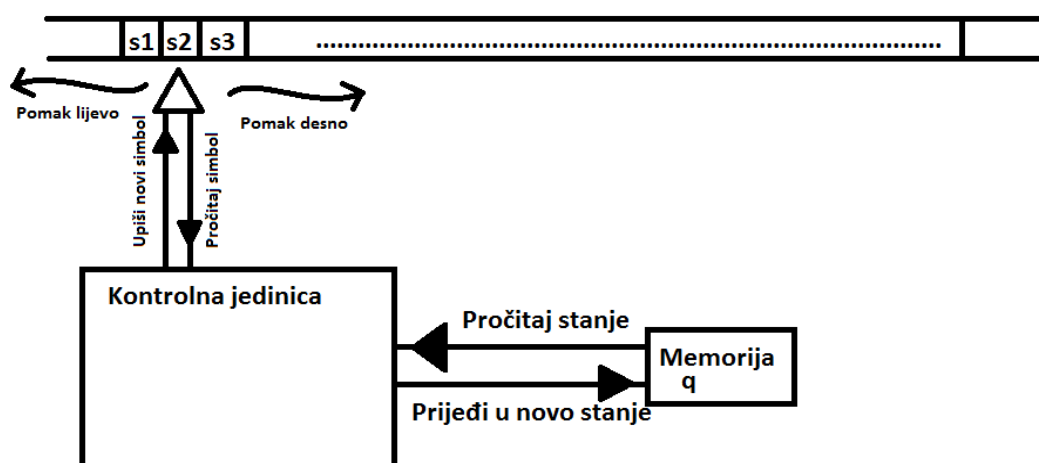 s1 s2 s3 ........................................................................................
Pomak lijevo
Pomak desno
Upiši novi simbol
Pročitaj simbol
Kontrolna jedinica
Pročitaj stanje
Memorija
q
Prijeđi u novo stanje